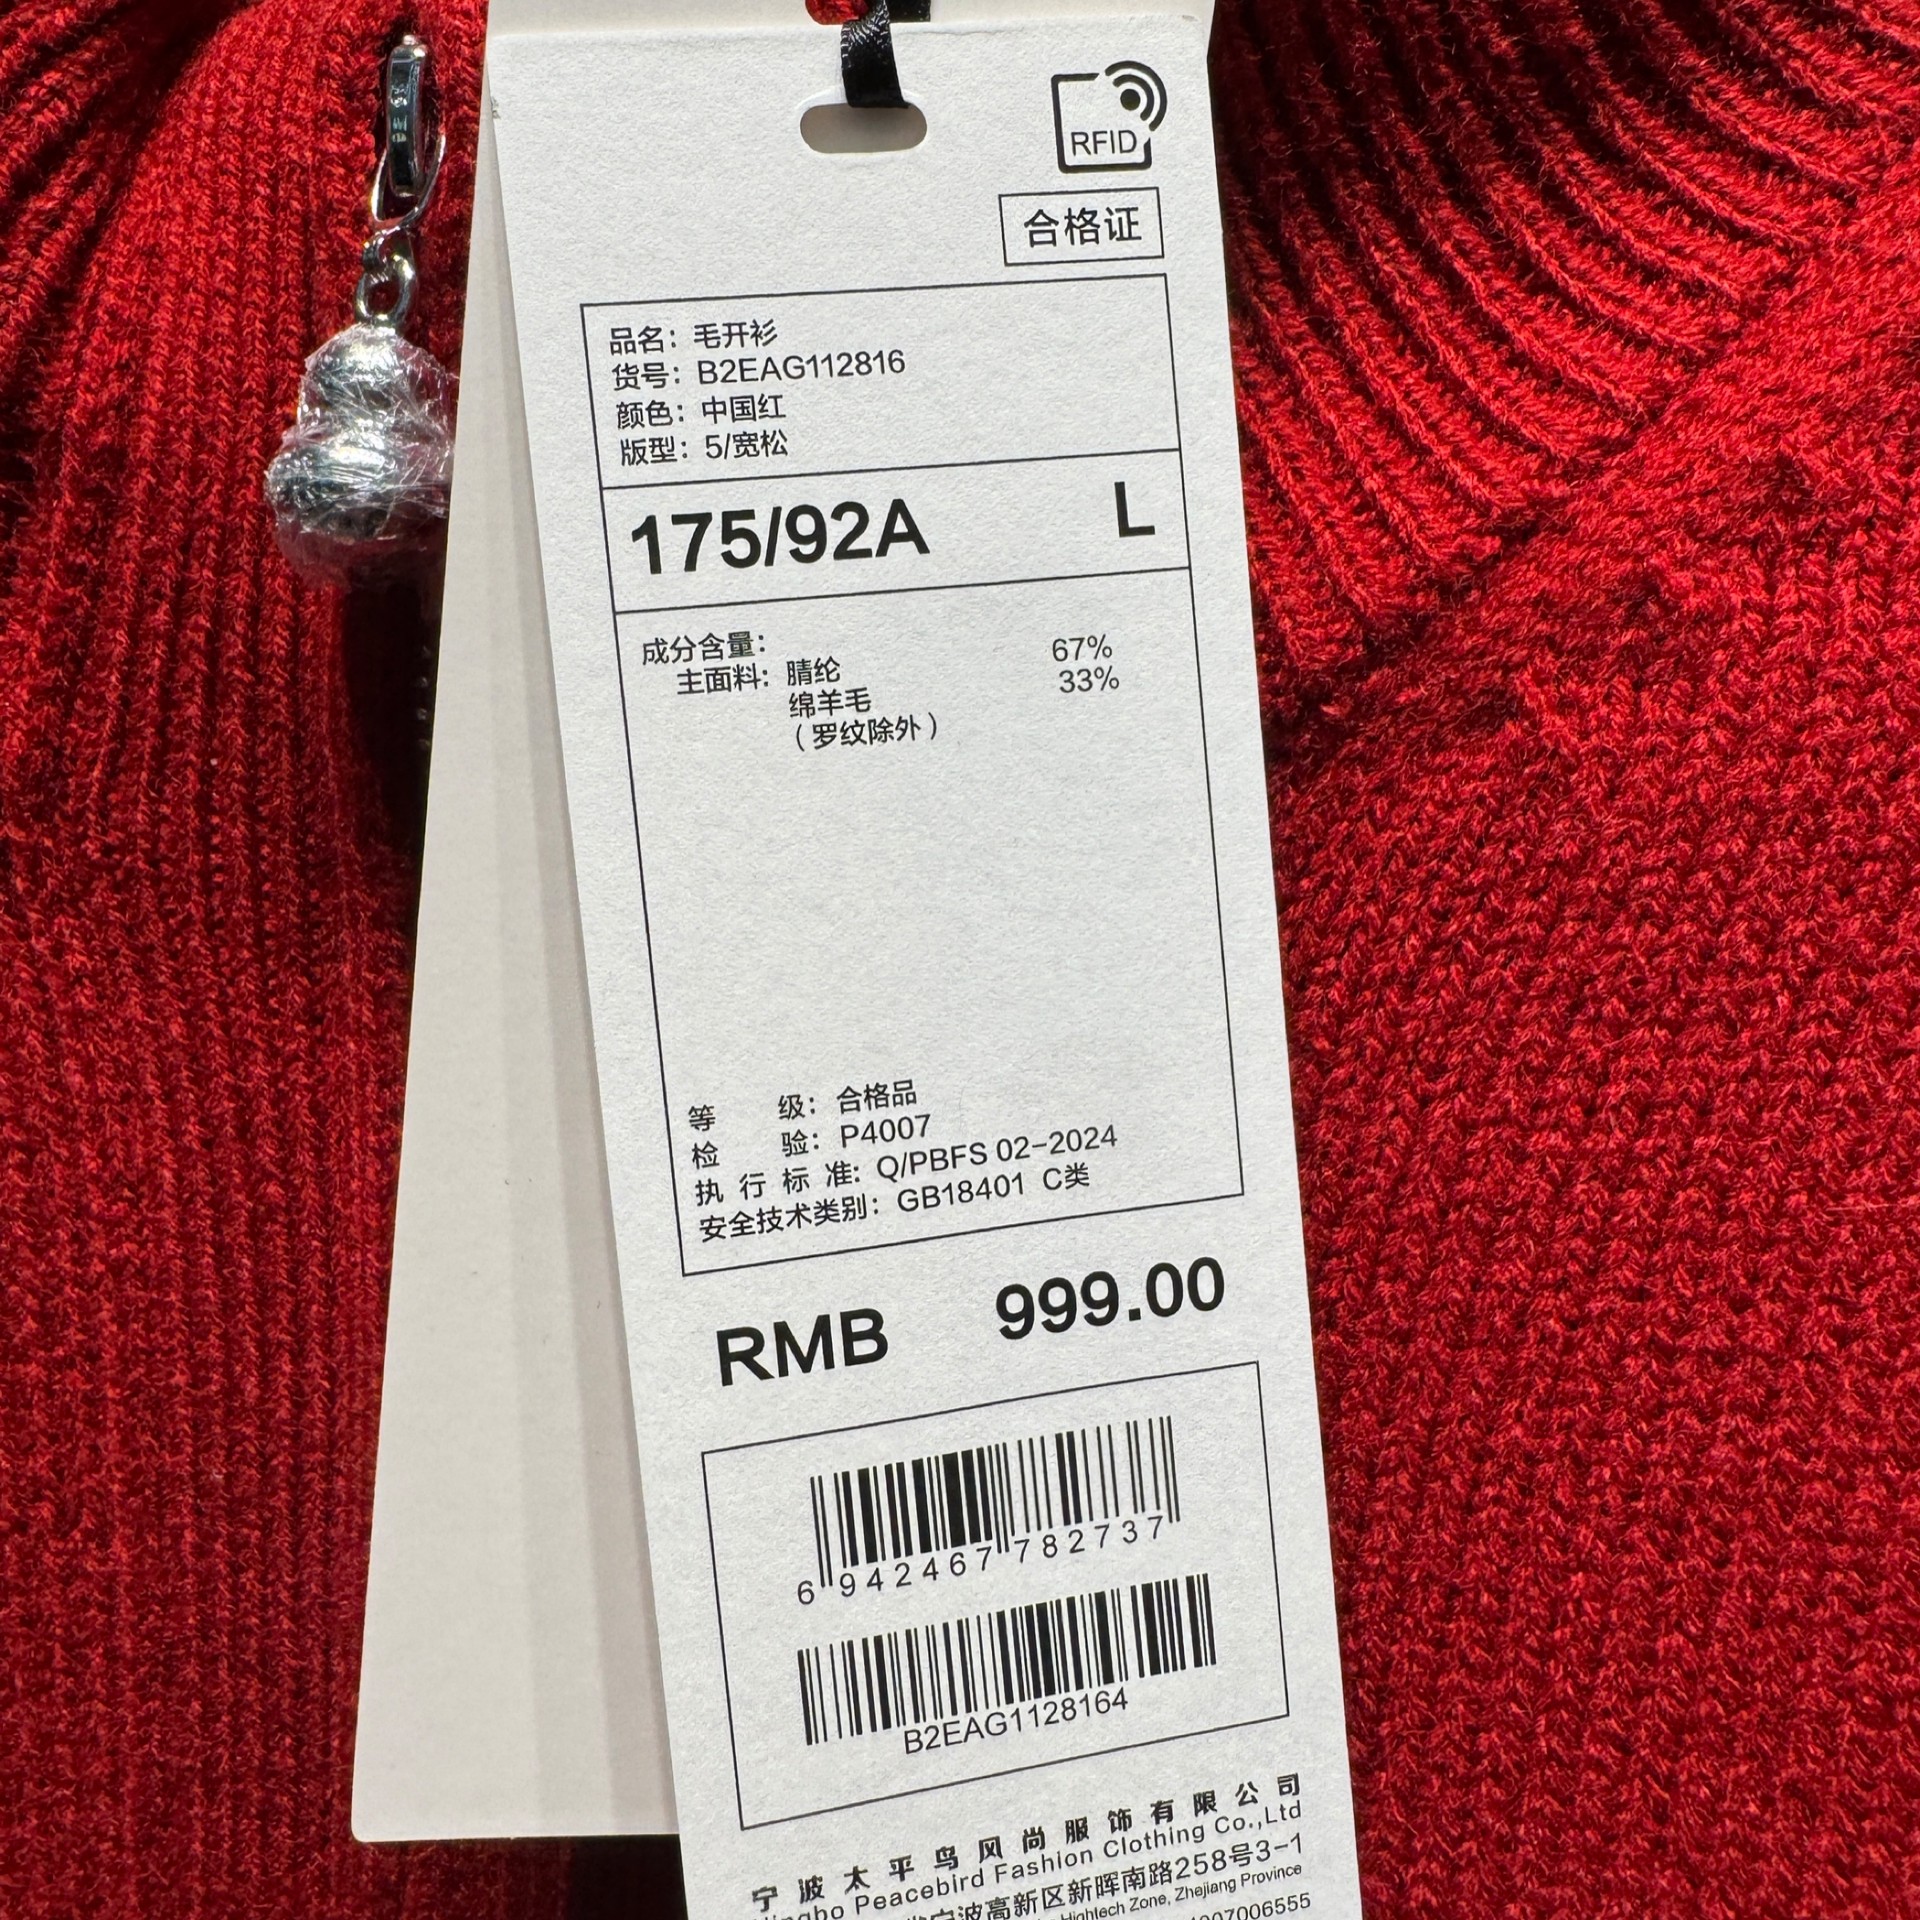 RFID
合格证
品名：毛开衫
货号：B2EAG112816
颜色：中国红
版型：5/宽松
175/92A L
成分含量：
主面料：腈纶 67%
绵羊毛 33%
（罗纹除外）
等级：合格品
检验：P4007
执行标准：Q/PBFS 02-2024
安全技术类别：GB18401 C类
RMB 999.00
6 942467 782737
B2EAG1128164
宁波太平鸟风尚服饰有限公司
Ningbo Peacebird Fashion Clothing Co.,Ltd
宁波高新区新晖南路258号3-1
Hightech Zone, Zhejiang Province
4007006555